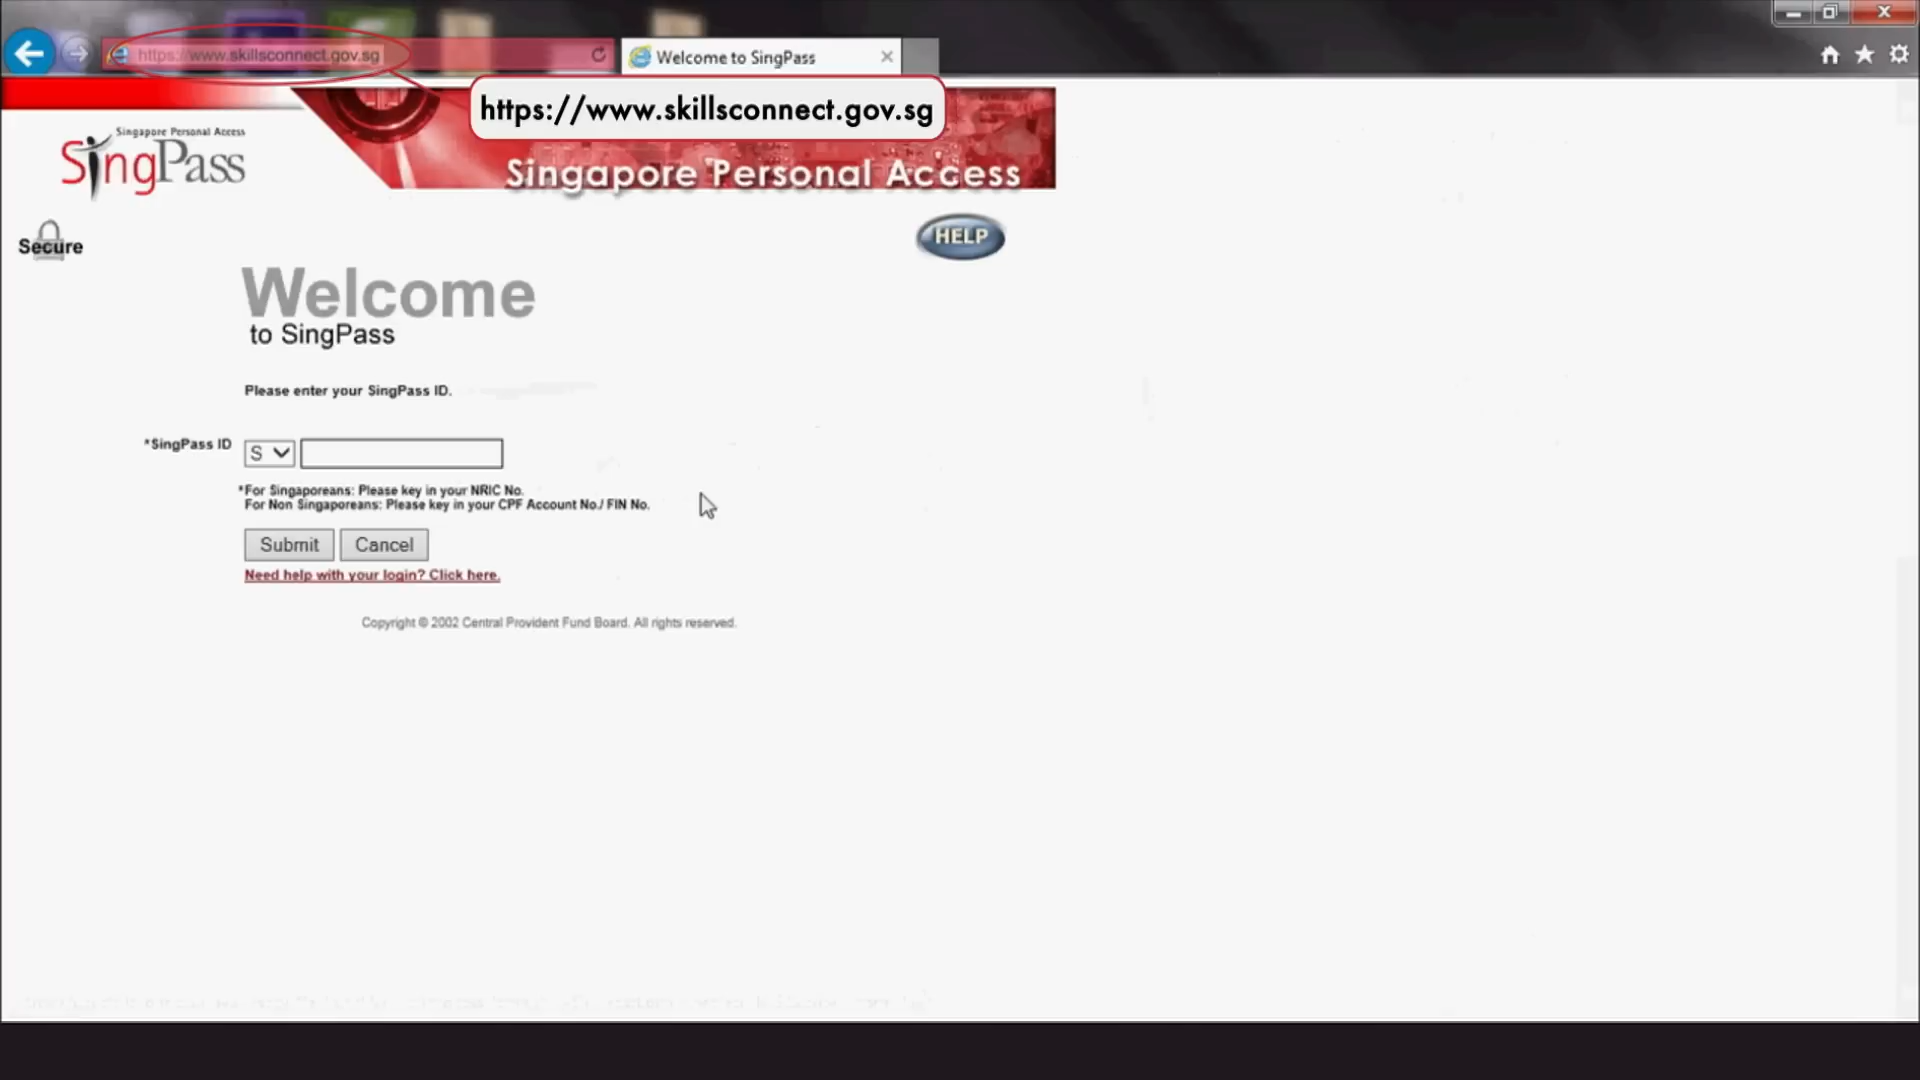 https://www.skillsconnect.gov.sg
Welcome to SingPass
https://www.skillsconnect.gov.sg
Singapore Personal Access
SingPass
Singapore Personal Access
Secure
HELP
Welcome
to SingPass
Please enter your SingPass ID.
*SingPass ID S
*For Singaporeans: Please key in your NRIC No.
For Non Singaporeans: Please key in your CPF Account No./ FIN No.
Submit Cancel
Need help with your login? Click here.
Copyright © 2002 Central Provident Fund Board. All rights reserved.